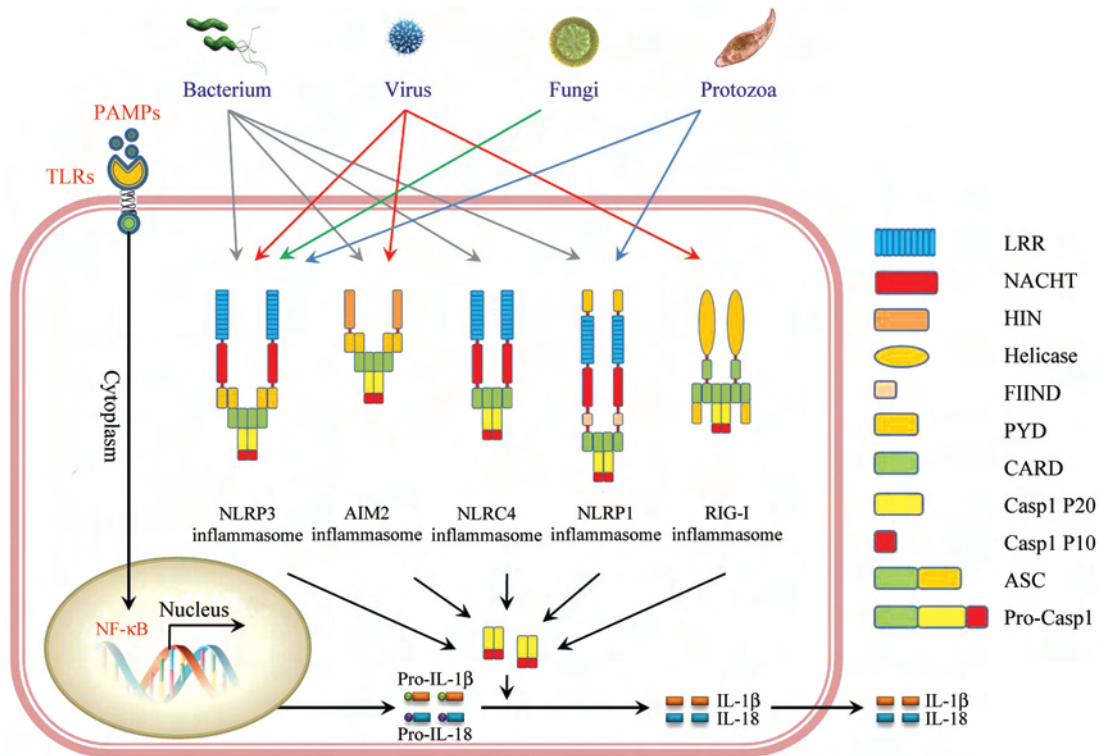 Bacterium
Virus
Fungi
Protozoa
PAMPs
TLRs
Cytoplasm
NLRP3
inflammasome
AIM2
inflammasome
NLRC4
inflammasome
NLRP1
inflammasome
RIG-I
inflammasome
Nucleus
NF-κB
Pro-IL-1β
Pro-IL-18
IL-1β
IL-18
IL-1β
IL-18
LRR
NACHT
HIN
Helicase
FIIND
PYD
CARD
Casp1 P20
Casp1 P10
ASC
Pro-Casp1